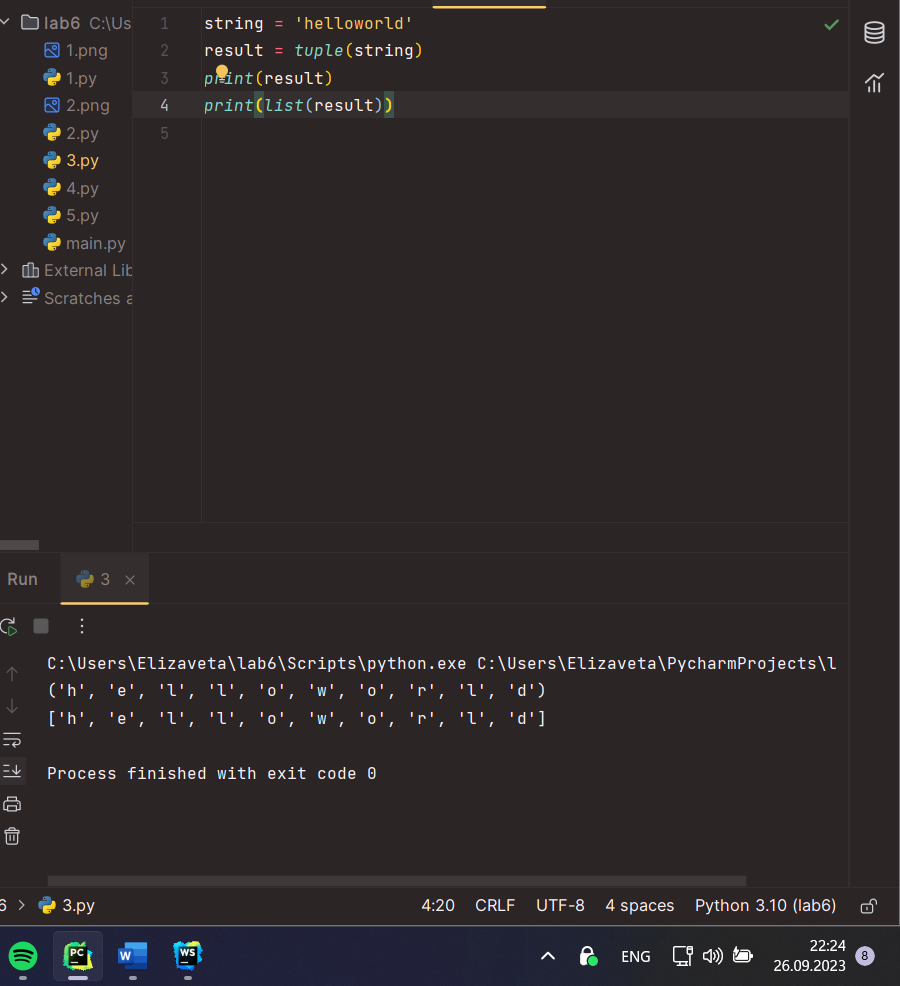 lab6 C:\Us
1.png
1.py
2.png
2.py
3.py
4.py
5.py
main.py
External Lib
Scratches a
1 string = 'helloworld'
2 result = tuple(string)
3 print(result)
4 print(list(result))
5
Run
3
C:\Users\Elizaveta\lab6\Scripts\python.exe C:\Users\Elizaveta\PycharmProjects\l
('h', 'e', 'l', 'l', 'o', 'w', 'o', 'r', 'l', 'd')
['h', 'e', 'l', 'l', 'o', 'w', 'o', 'r', 'l', 'd']
Process finished with exit code 0
6 > 3.py 4:20 CRLF UTF-8 4 spaces Python 3.10 (lab6)
PC W WS ENG 22:24 8
26.09.2023